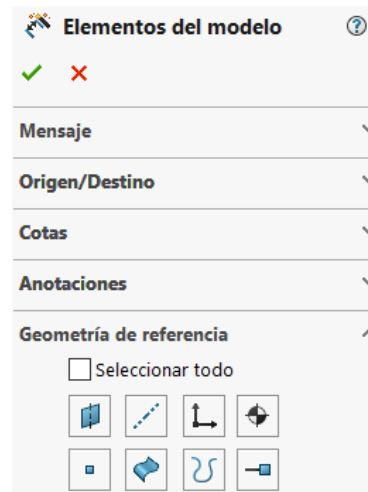 Elementos del modelo
Mensaje
Origen/Destino
Cotas
Anotaciones
Geometría de referencia
Seleccionar todo